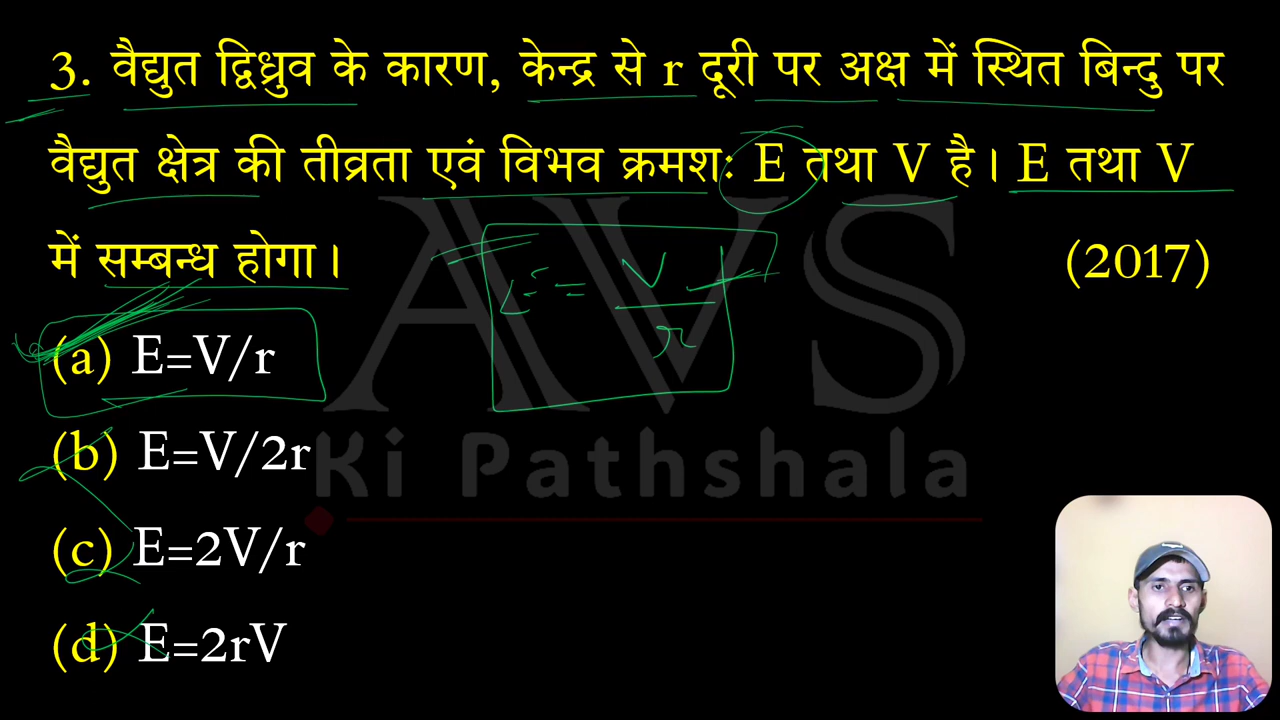 3. वैद्युत द्विध्रुव के कारण, केन्द्र से r दूरी पर अक्ष में स्थित बिन्दु पर
वैद्युत क्षेत्र की तीव्रता एवं विभव क्रमशः E तथा V है। E तथा V
में सम्बन्ध होगा। (2017)
E = V / r
(a) E=V/r
(b) E=V/2r
(c) E=2V/r
(d) E=2rV
AVS
Ki Pathshala